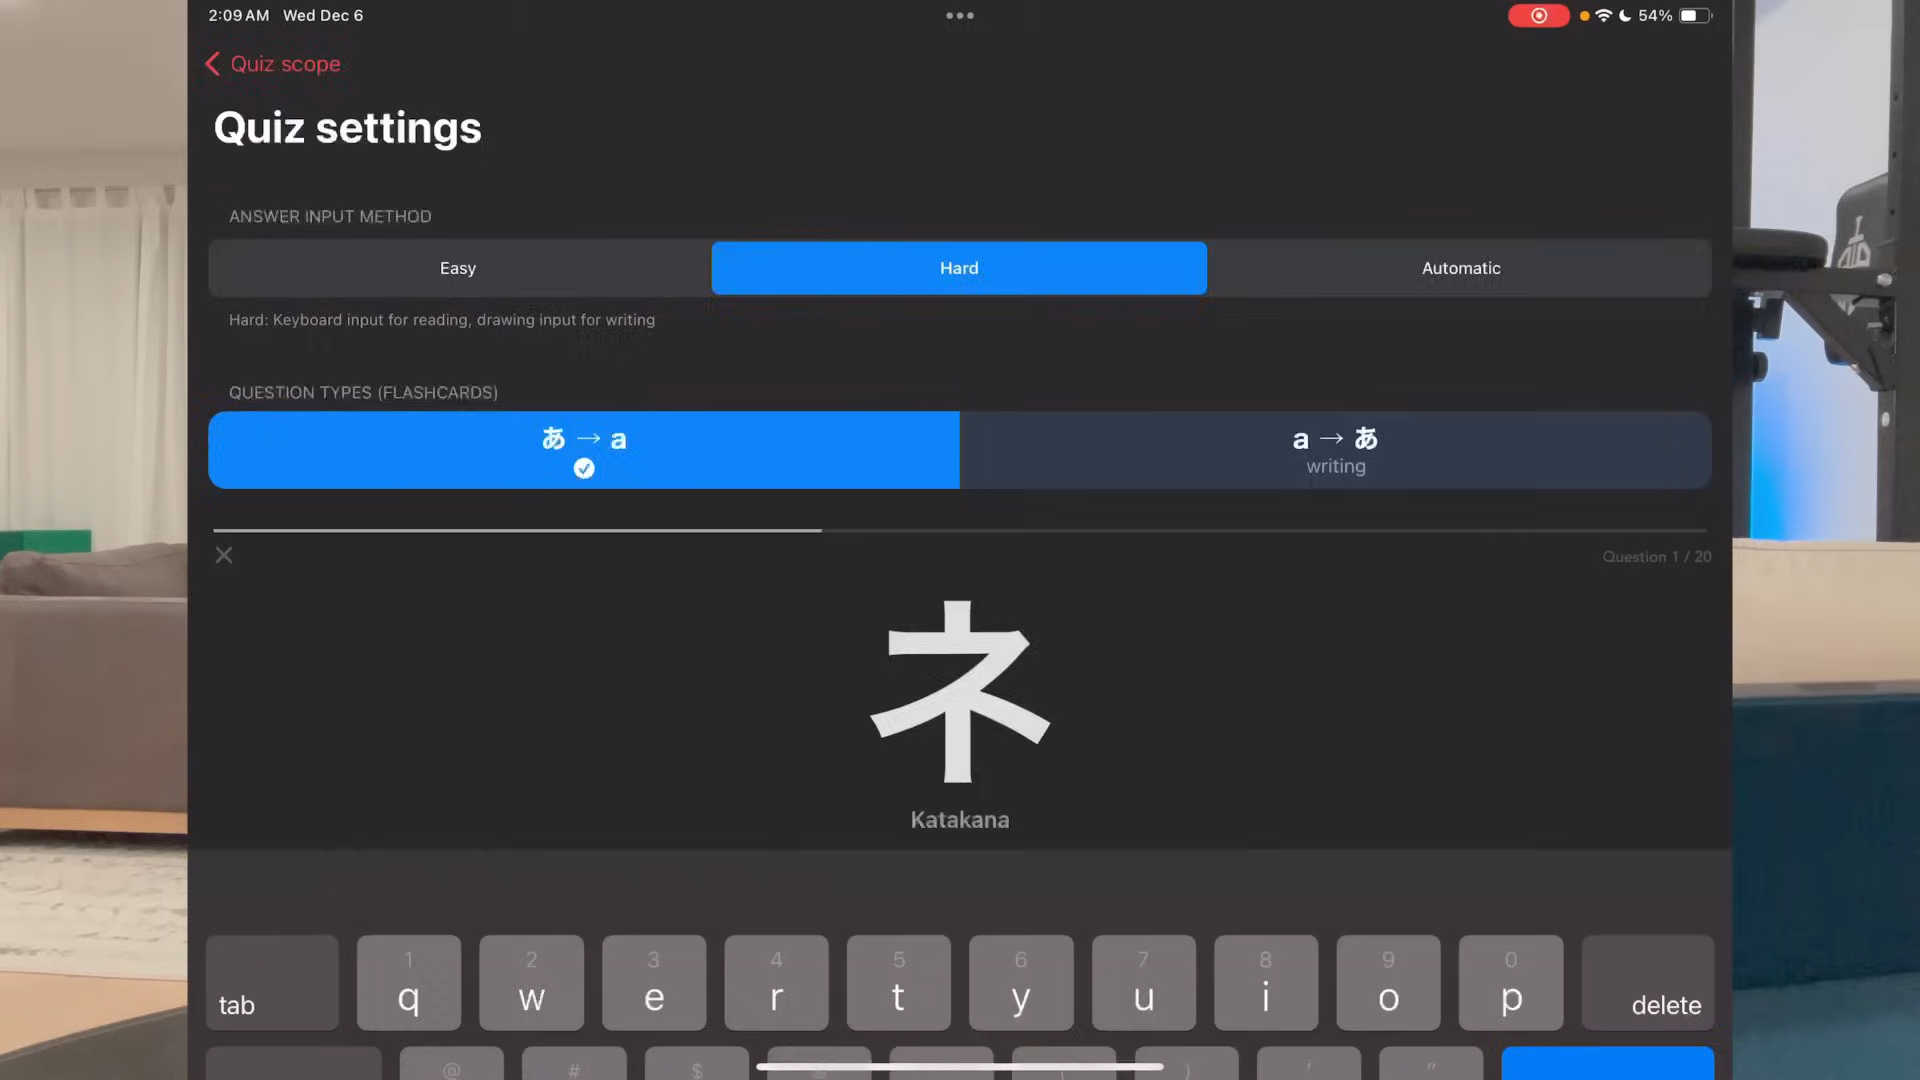 2:09 AM Wed Dec 6
54%
Quiz scope
Quiz settings
ANSWER INPUT METHOD
Easy
Hard
Automatic
Hard: Keyboard input for reading, drawing input for writing
QUESTION TYPES (FLASHCARDS)
あ → a
a → あ
writing
Question 1 / 20
ネ
Katakana
1 2 3 4 5 6 7 8 9 0
tab q w e r t y u i o p delete
@ # $ ) ' "